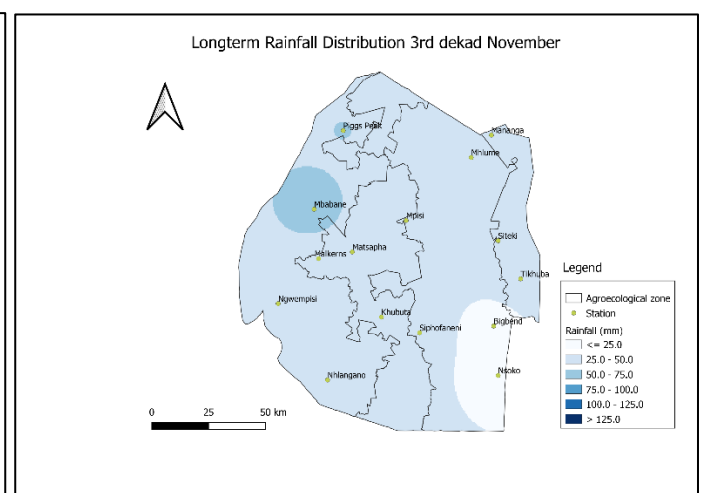 Longterm Rainfall Distribution 3rd dekad November
Piggs Peak
Mananga
Mhlume
Mbabane
Mpisi
Siteki
Malkerns
Matsapha
Tikhuba
Ngwempisi
Khubuta
Siphofaneni
Bigbend
Nhlangano
Nsoko
Legend
Agroecological zone
Station
Rainfall (mm)
<= 25.0
25.0 - 50.0
50.0 - 75.0
75.0 - 100.0
100.0 - 125.0
> 125.0
0 25 50 km